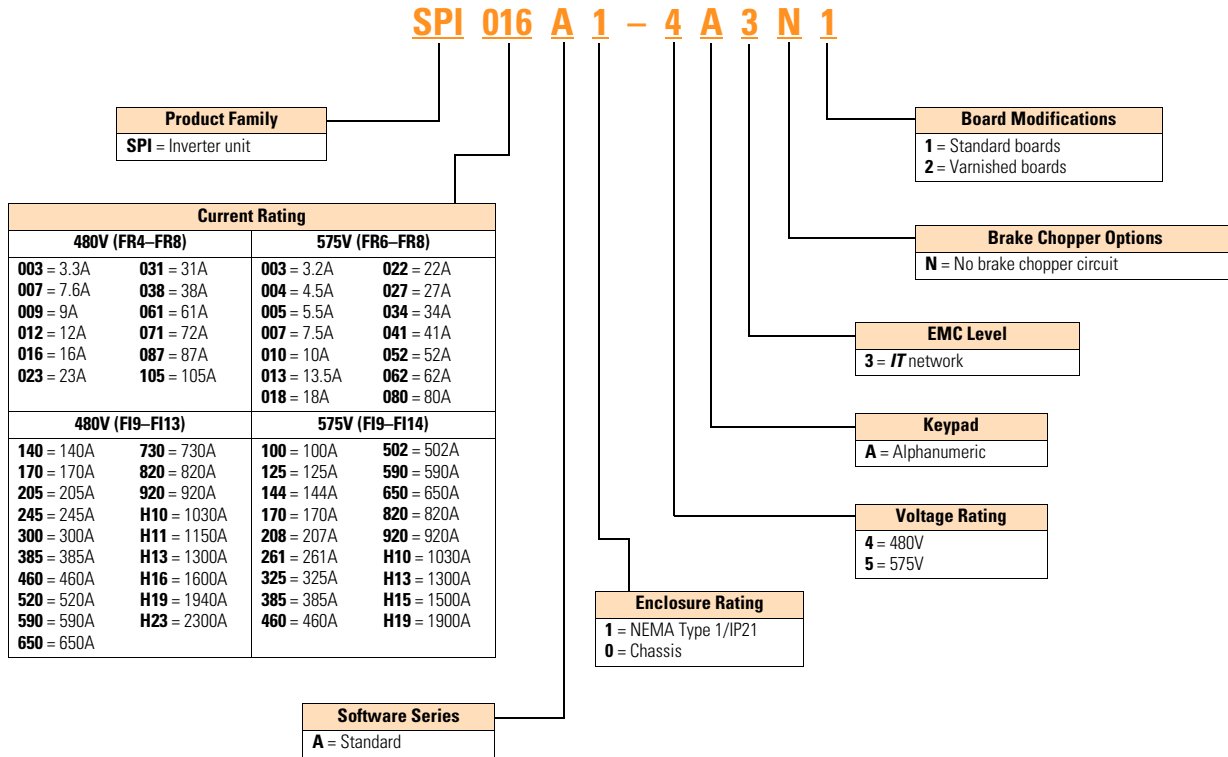 SPI 016 A 1 – 4 A 3 N 1
Product Family
SPI = Inverter unit
Board Modifications
1 = Standard boards
2 = Varnished boards
Current Rating
480V (FR4–FR8) 575V (FR6–FR8)
003 = 3.3A 031 = 31A 003 = 3.2A 022 = 22A
007 = 7.6A 038 = 38A 004 = 4.5A 027 = 27A
009 = 9A 061 = 61A 005 = 5.5A 034 = 34A
012 = 12A 071 = 72A 007 = 7.5A 041 = 41A
016 = 16A 087 = 87A 010 = 10A 052 = 52A
023 = 23A 105 = 105A 013 = 13.5A 062 = 62A
018 = 18A 080 = 80A
480V (FI9–FI13) 575V (FI9–FI14)
140 = 140A 730 = 730A 100 = 100A 502 = 502A
170 = 170A 820 = 820A 125 = 125A 590 = 590A
205 = 205A 920 = 920A 144 = 144A 650 = 650A
245 = 245A H10 = 1030A 170 = 170A 820 = 820A
300 = 300A H11 = 1150A 208 = 207A 920 = 920A
385 = 385A H13 = 1300A 261 = 261A H10 = 1030A
460 = 460A H16 = 1600A 325 = 325A H13 = 1300A
520 = 520A H19 = 1940A 385 = 385A H15 = 1500A
590 = 590A H23 = 2300A 460 = 460A H19 = 1900A
650 = 650A
Brake Chopper Options
N = No brake chopper circuit
EMC Level
3 = IT network
Keypad
A = Alphanumeric
Voltage Rating
4 = 480V
5 = 575V
Enclosure Rating
1 = NEMA Type 1/IP21
0 = Chassis
Software Series
A = Standard